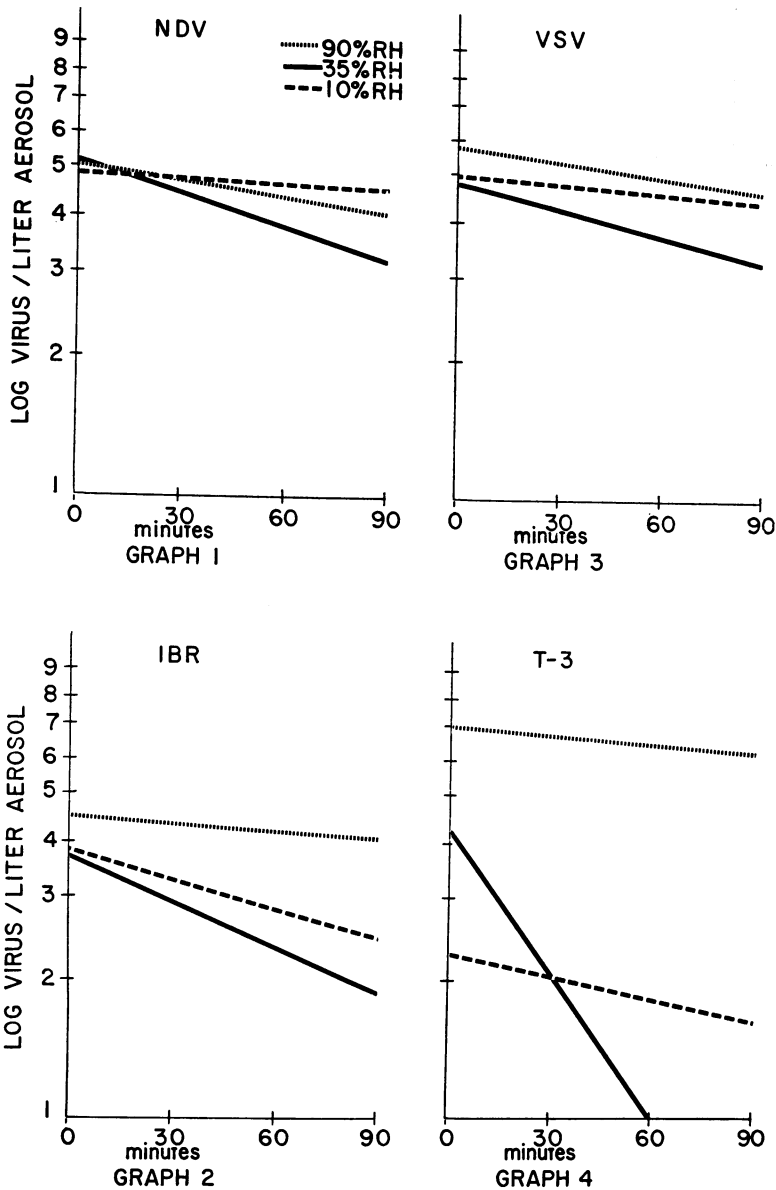 NDV
90%RH
35%RH
10%RH
LOG VIRUS / LITER AEROSOL
9
8
7
6
5
4
3
2
1
0 30 60 90
minutes
GRAPH 1
VSV
0 30 60 90
minutes
GRAPH 3
IBR
LOG VIRUS / LITER AEROSOL
9
8
7
6
5
4
3
2
1
0 30 60 90
minutes
GRAPH 2
T-3
0 30 60 90
minutes
GRAPH 4